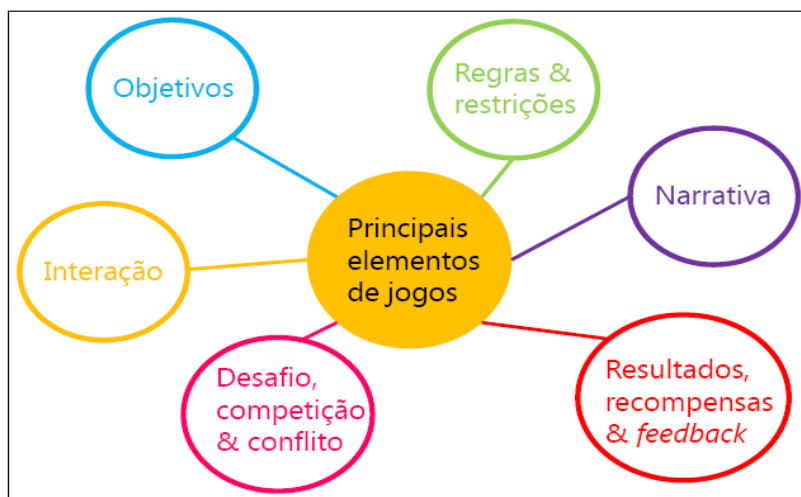 Objetivos
Regras &
restrições
Narrativa
Principais
elementos
de jogos
Interação
Desafio,
competição
& conflito
Resultados,
recompensas
& feedback